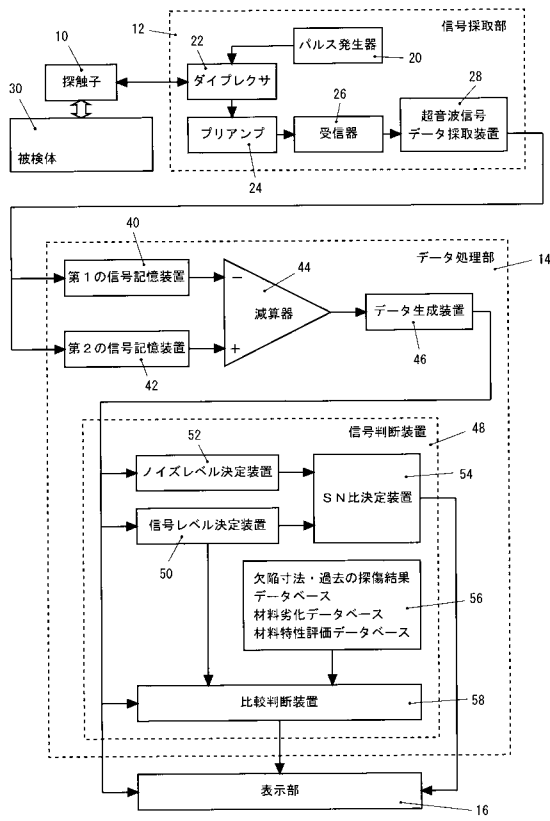 12
信号採取部
10
22
パルス発生器
20
探触子
ダイプレクサ
28
30
26
超音波信号
データ採取装置
プリアンプ
受信器
被検体
24
データ処理部
14
40
44
第1の信号記憶装置
−
減算器
データ生成装置
46
第2の信号記憶装置
+
42
信号判断装置
48
52
54
ノイズレベル決定装置
SN比決定装置
信号レベル決定装置
50
欠陥寸法・過去の探傷結果
データベース
材料劣化データベース
材料特性評価データベース
56
比較判断装置
58
表示部
16